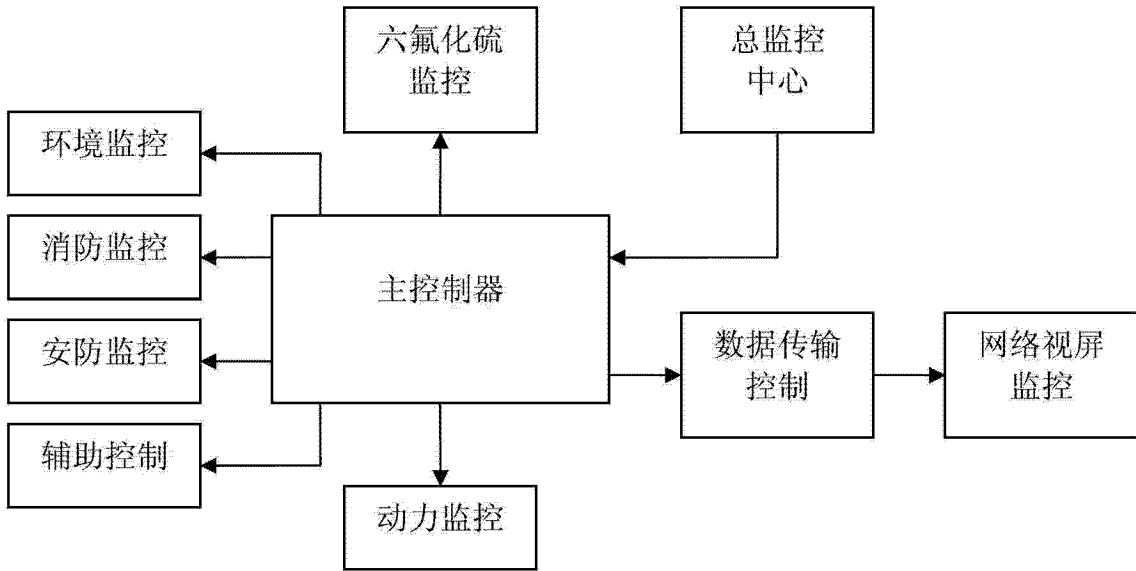 六氟化硫
监控
总监控
中心
环境监控
消防监控
主控制器
安防监控
数据传输
控制
网络视屏
监控
辅助控制
动力监控